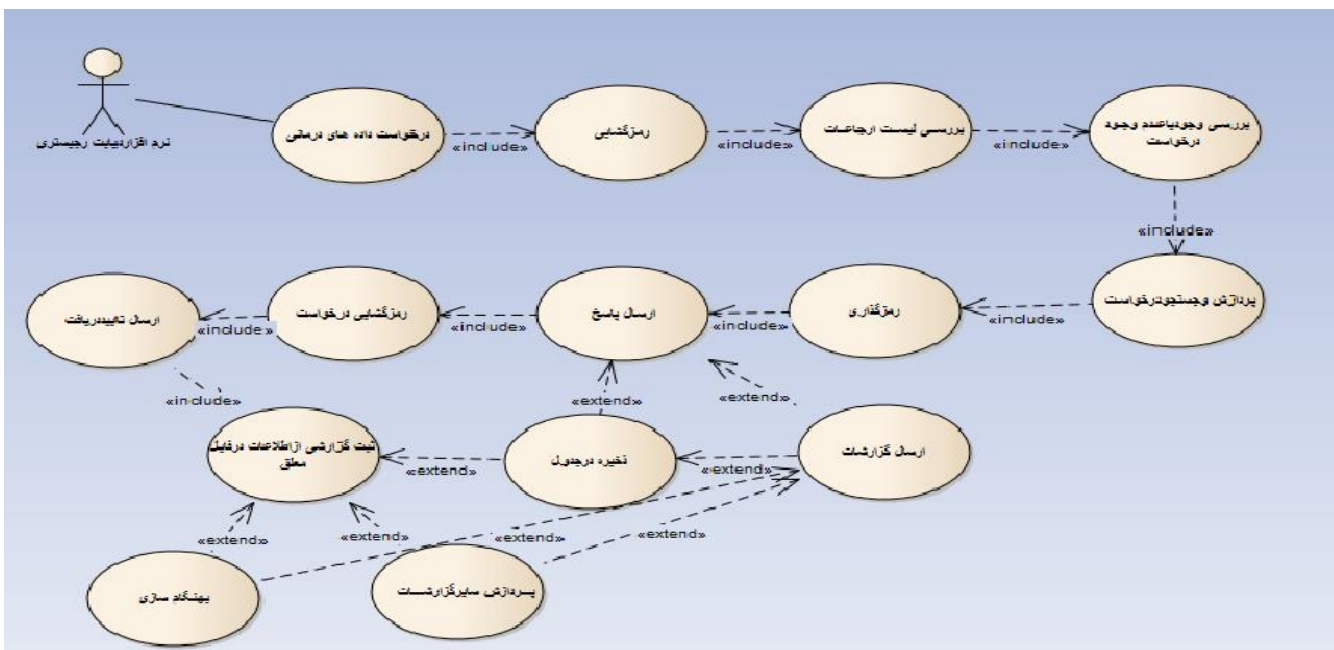 نرم افزاردیابت رجیستری
درخواست داده های درمانی
«include»
رمزگشایی
«include»
بررسی لیست ارجاعات
«include»
بررسی وجودیاعدم وجود
درخواست
«include»
پردازش وجستجودرخواست
«include»
رمزگذاری
«include»
ارسال پاسخ
«include»
رمزگشایی درخواست
«include»
ارسال تاییددریافت
«include»
ثبت گزارشی ازاطلاعات درفایل
معلق
«extend»
ذخیره درجدول
«extend»
«extend»
ارسال گزارشات
«extend»
«extend»
«extend»
«extend»
«extend»
بهنگام سازی
پردازش سایرگزارشات